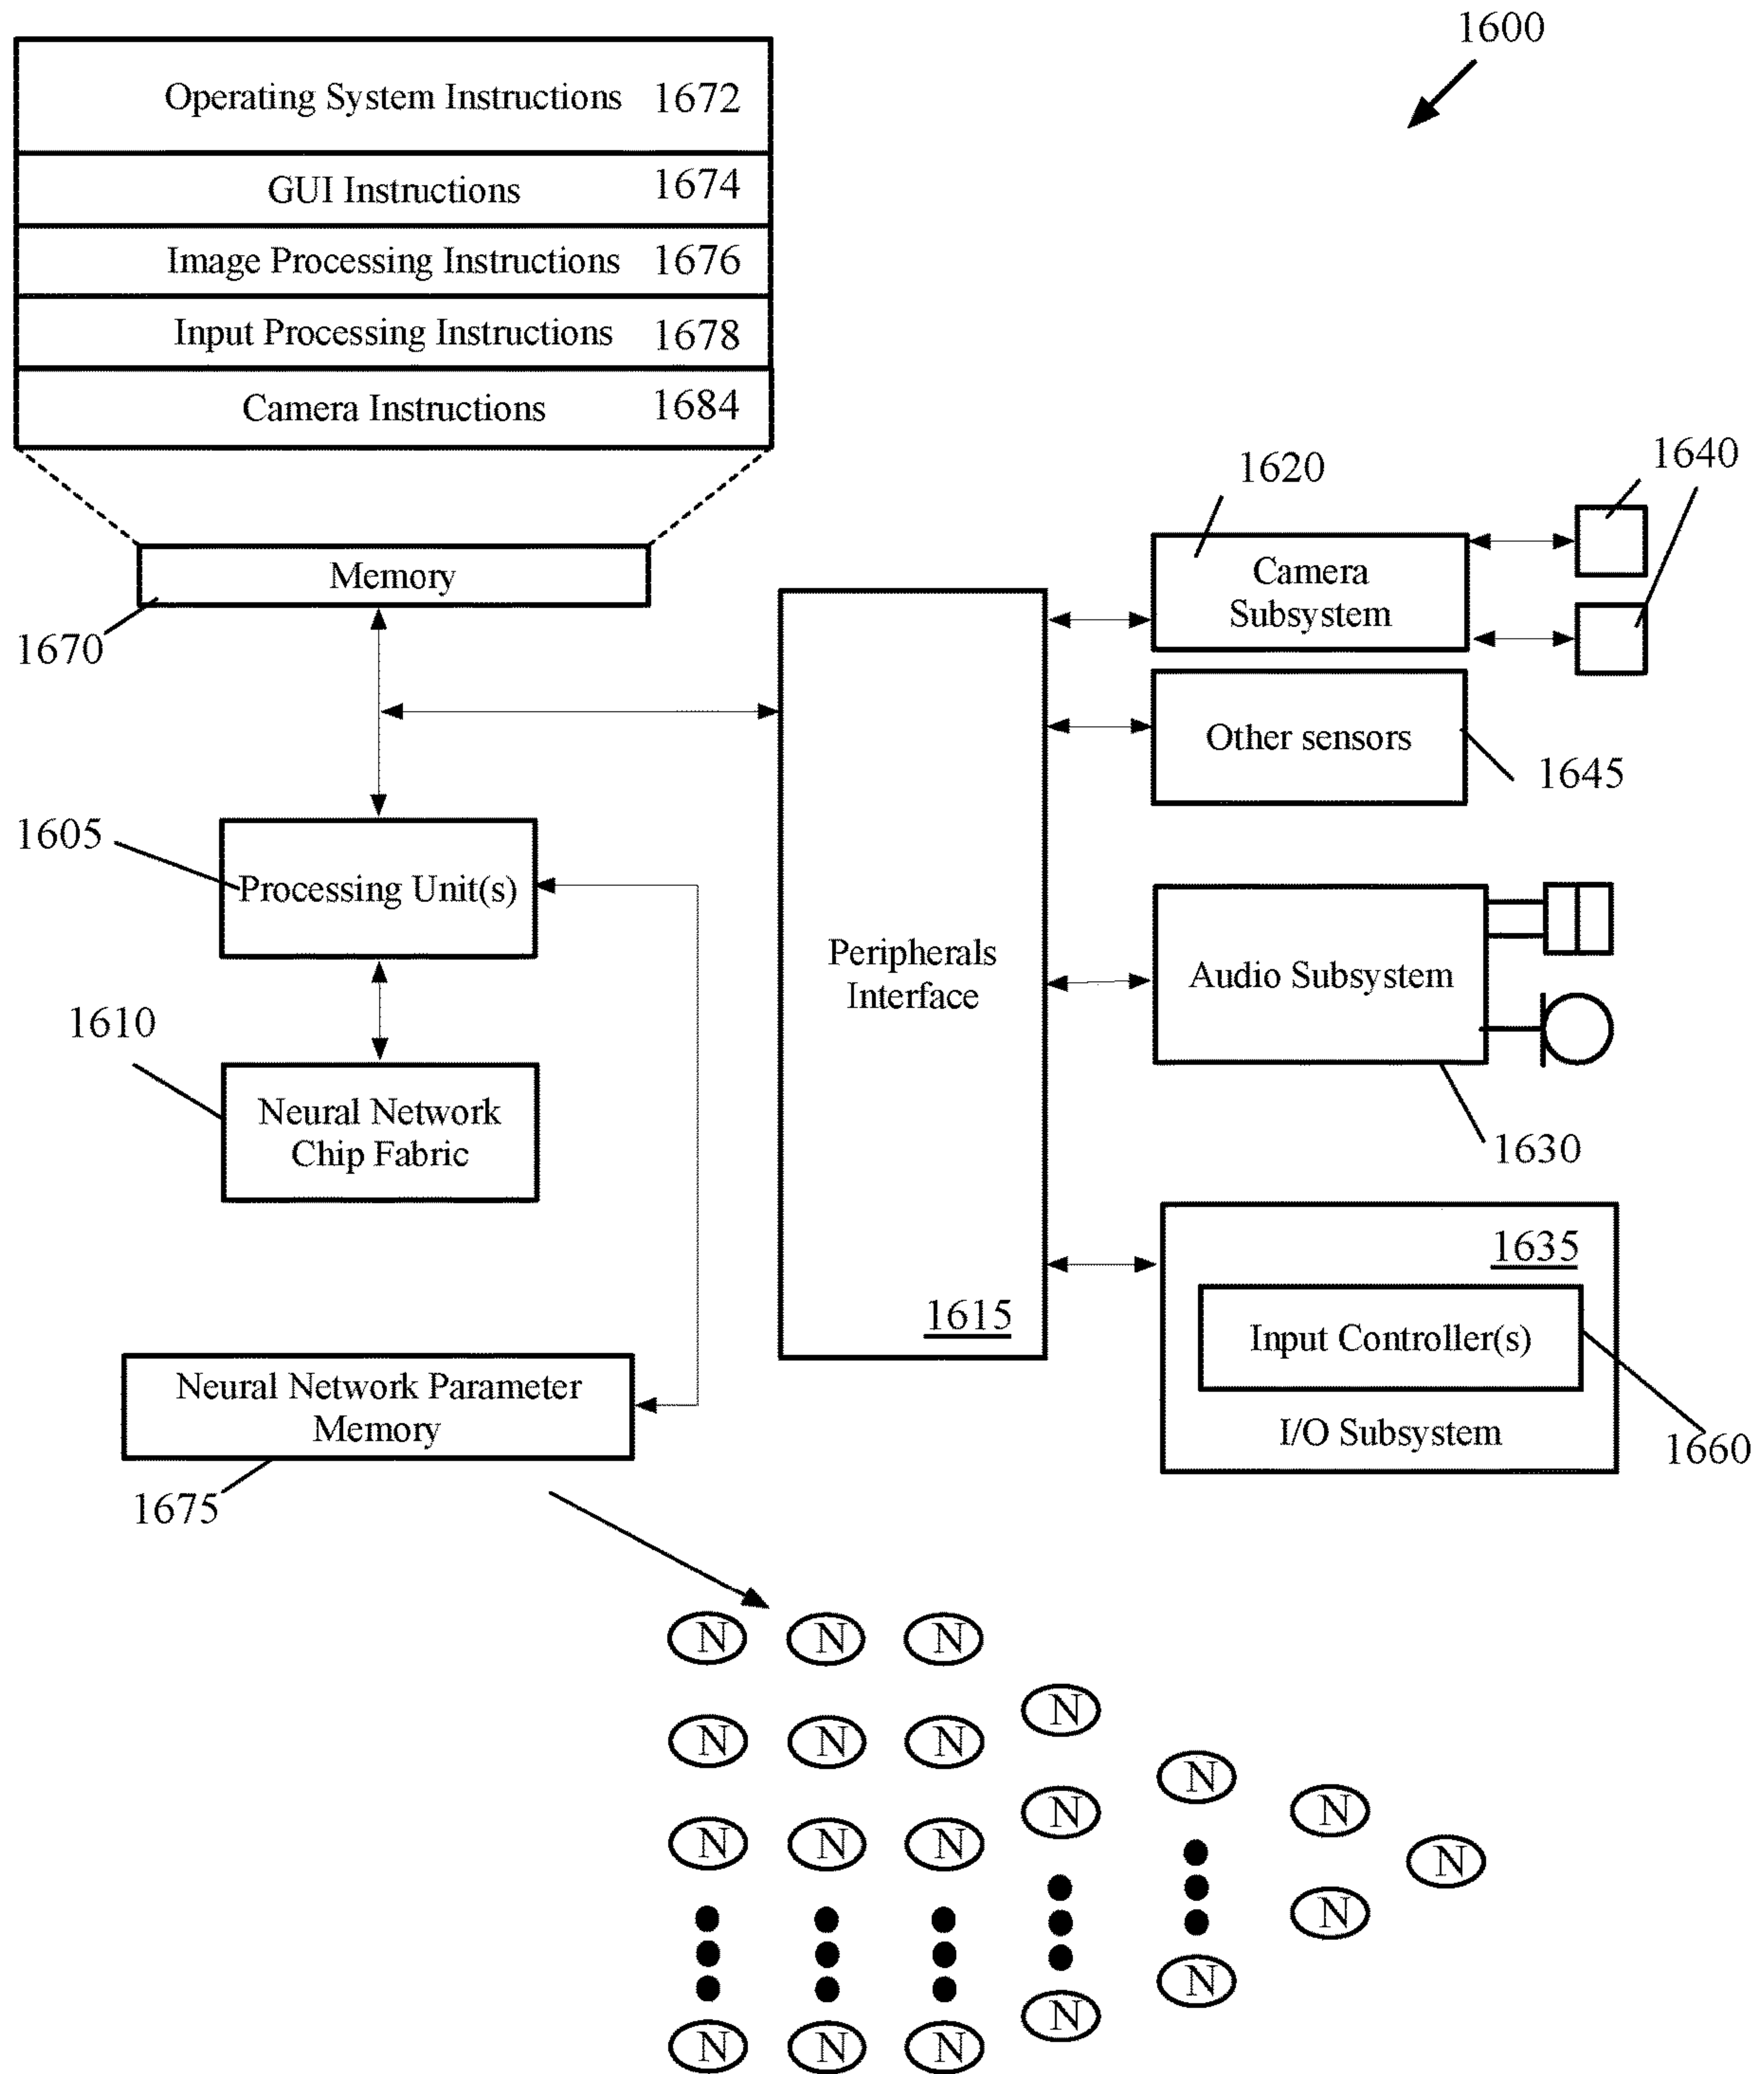 1600
Operating System Instructions 1672
GUI Instructions 1674
Image Processing Instructions 1676
Input Processing Instructions 1678
Camera Instructions 1684
Memory
1670
1620
1640
Camera
Subsystem
Other sensors
1645
1605
Processing Unit(s)
Peripherals
Interface
1615
Audio Subsystem
1630
1610
Neural Network
Chip Fabric
1635
Input Controller(s)
I/O Subsystem
1660
Neural Network Parameter
Memory
1675
N N N
N
N N N
N
N
N
N N N
N
N
N
N
N N N